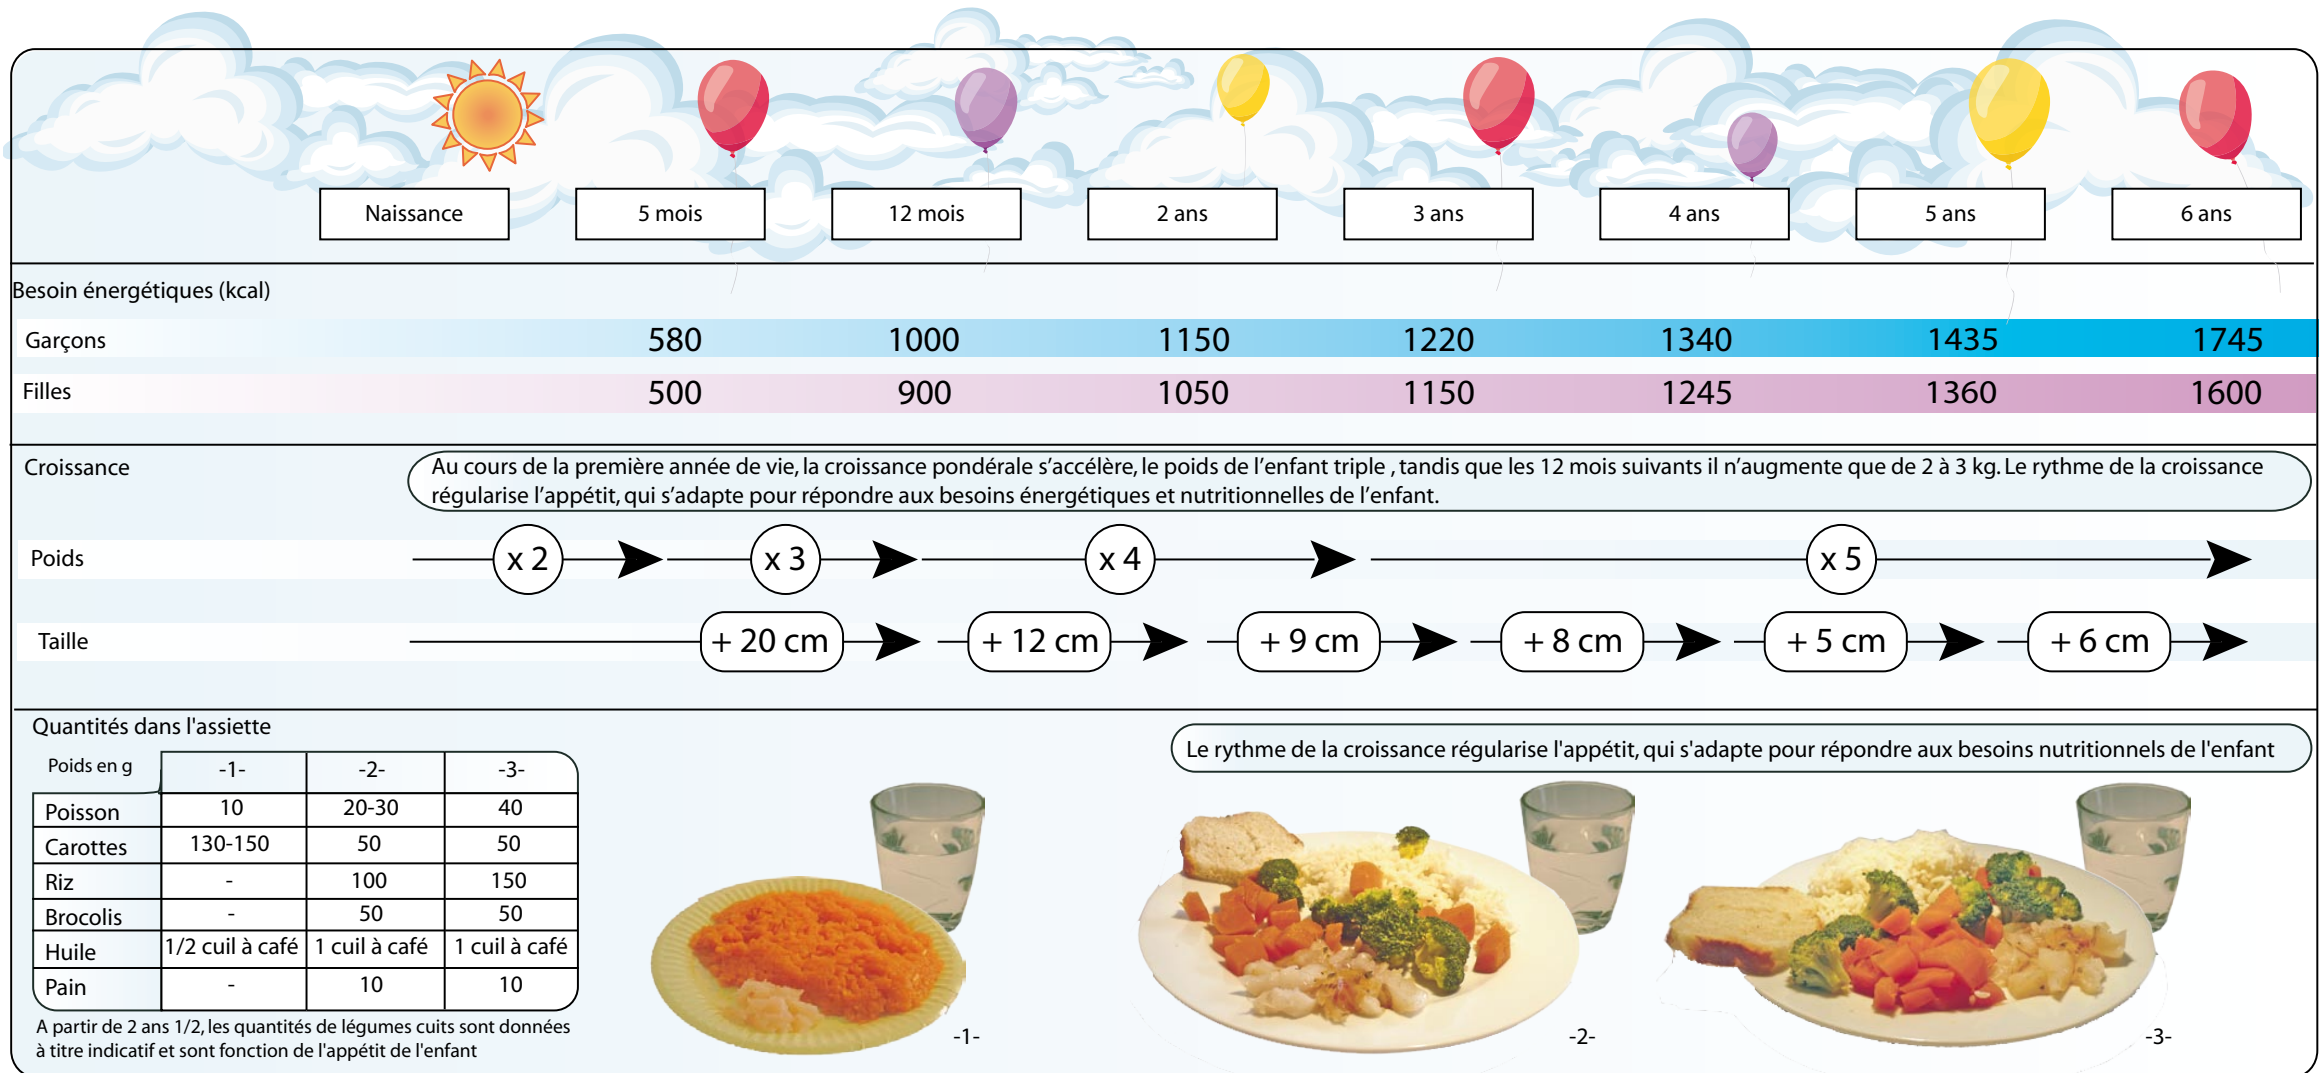 Naissance 5 mois 12 mois 2 ans 3 ans 4 ans 5 ans 6 ans
Besoin énergétiques (kcal)
Garçons 580 1000 1150 1220 1340 1435 1745
Filles 500 900 1050 1150 1245 1360 1600
Croissance
Au cours de la première année de vie, la croissance pondérale s’accélère, le poids de l’enfant triple , tandis que les 12 mois suivants il n’augmente que de 2 à 3 kg. Le rythme de la croissance
régularise l’appétit, qui s’adapte pour répondre aux besoins énergétiques et nutritionnelles de l’enfant.
Poids x 2 x 3 x 4 x 5
Taille + 20 cm + 12 cm + 9 cm + 8 cm + 5 cm + 6 cm
Quantités dans l'assiette
Poids en g -1- -2- -3-
Poisson 10 20-30 40
Carottes 130-150 50 50
Riz - 100 150
Brocolis - 50 50
Huile 1/2 cuil à café 1 cuil à café 1 cuil à café
Pain - 10 10
A partir de 2 ans 1/2, les quantités de légumes cuits sont données
à titre indicatif et sont fonction de l'appétit de l'enfant
Le rythme de la croissance régularise l'appétit, qui s'adapte pour répondre aux besoins nutritionnels de l'enfant
-1- -2- -3-